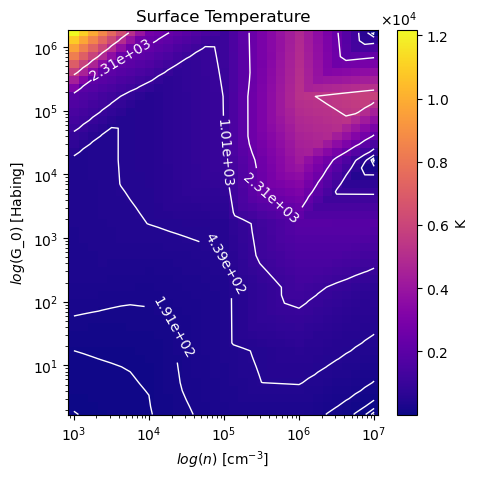 Surface Temperature
×10⁴
log(G_0) [Habing]
10⁶
10⁵
10⁴
10³
10²
10¹
2.31e+03
1.01e+03
2.31e+03
4.39e+02
1.91e+02
10³ 10⁴ 10⁵ 10⁶ 10⁷
log(n) [cm⁻³]
1.2
1.0
0.8
0.6
0.4
0.2
K